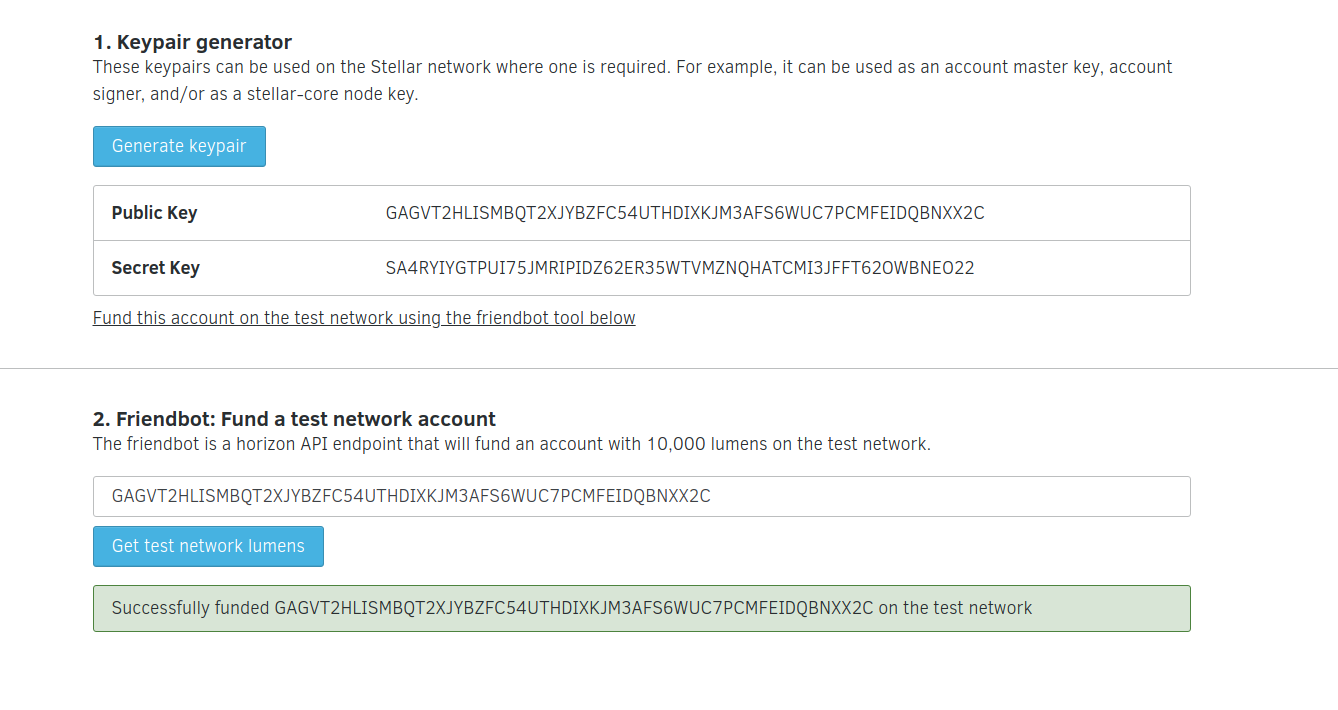 1. Keypair generator
These keypairs can be used on the Stellar network where one is required. For example, it can be used as an account master key, account
signer, and/or as a stellar-core node key.
Generate keypair
Public Key GAGVT2HLISMBQT2XJYBZFC54UTHDIXKJM3AFS6WUC7PCMFEIDQBNXX2C
Secret Key SA4RYIYGTPUI75JMRIPIDZ62ER35WTVMZNQHATCMI3JFFT62OWBNEO22
Fund this account on the test network using the friendbot tool below
2. Friendbot: Fund a test network account
The friendbot is a horizon API endpoint that will fund an account with 10,000 lumens on the test network.
GAGVT2HLISMBQT2XJYBZFC54UTHDIXKJM3AFS6WUC7PCMFEIDQBNXX2C
Get test network lumens
Successfully funded GAGVT2HLISMBQT2XJYBZFC54UTHDIXKJM3AFS6WUC7PCMFEIDQBNXX2C on the test network